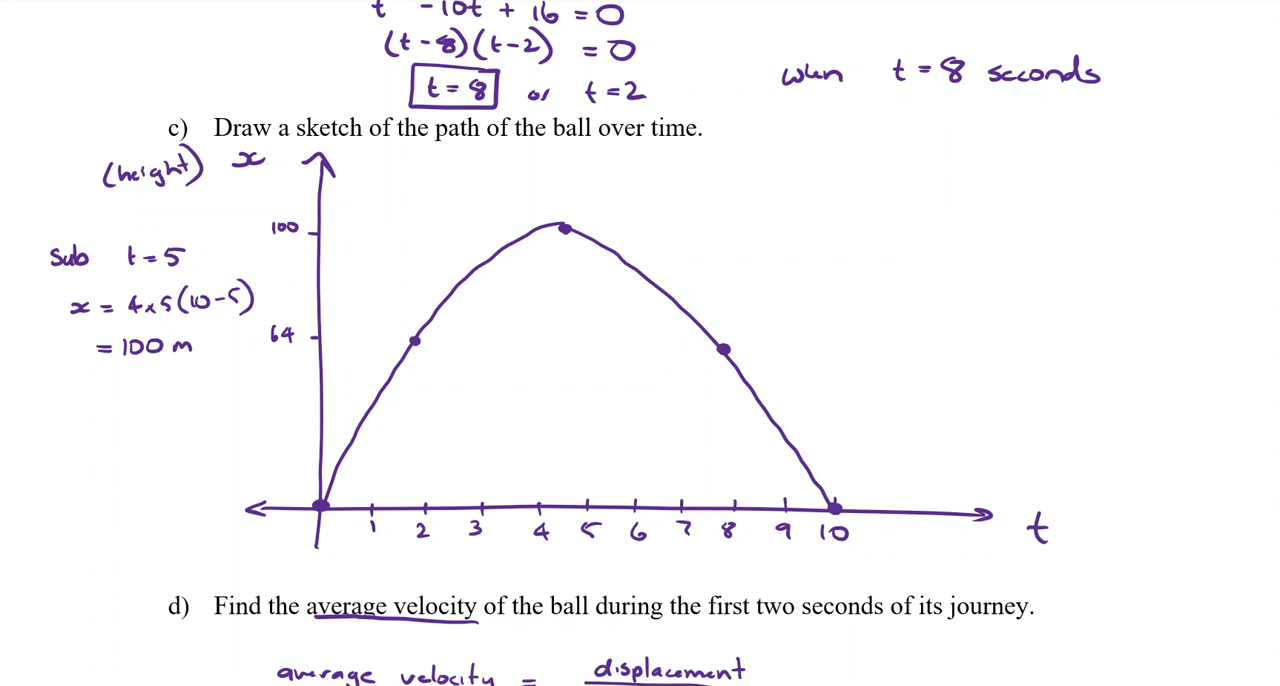 t - 10t + 16 = 0
(t - 8)(t - 2) = 0
t = 8 or t = 2
when t = 8 seconds
c) Draw a sketch of the path of the ball over time.
(height) x
100
Sub t = 5
x = 4 x 5(10 - 5)
64
= 100 m
1 2 3 4 5 6 7 8 9 10
t
d) Find the average velocity of the ball during the first two seconds of its journey.
average velocity = displacement